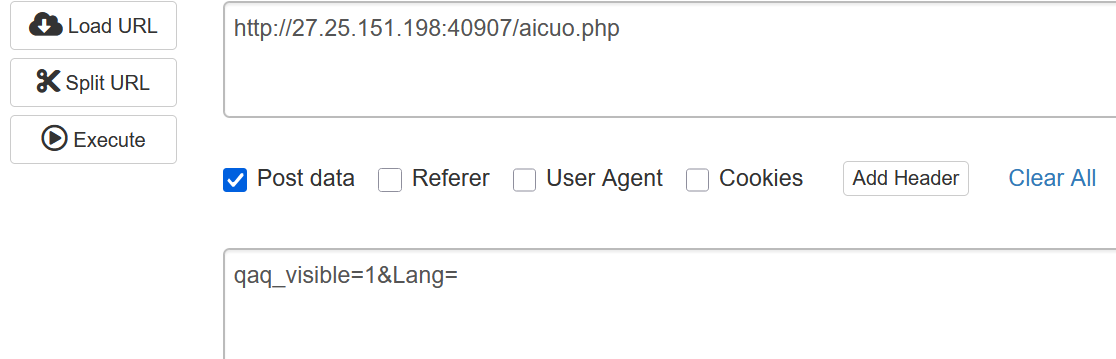 Load URL
http://27.25.151.198:40907/aicuo.php
Split URL
Execute
Post data Referer User Agent Cookies Add Header Clear All
qaq_visible=1&Lang=